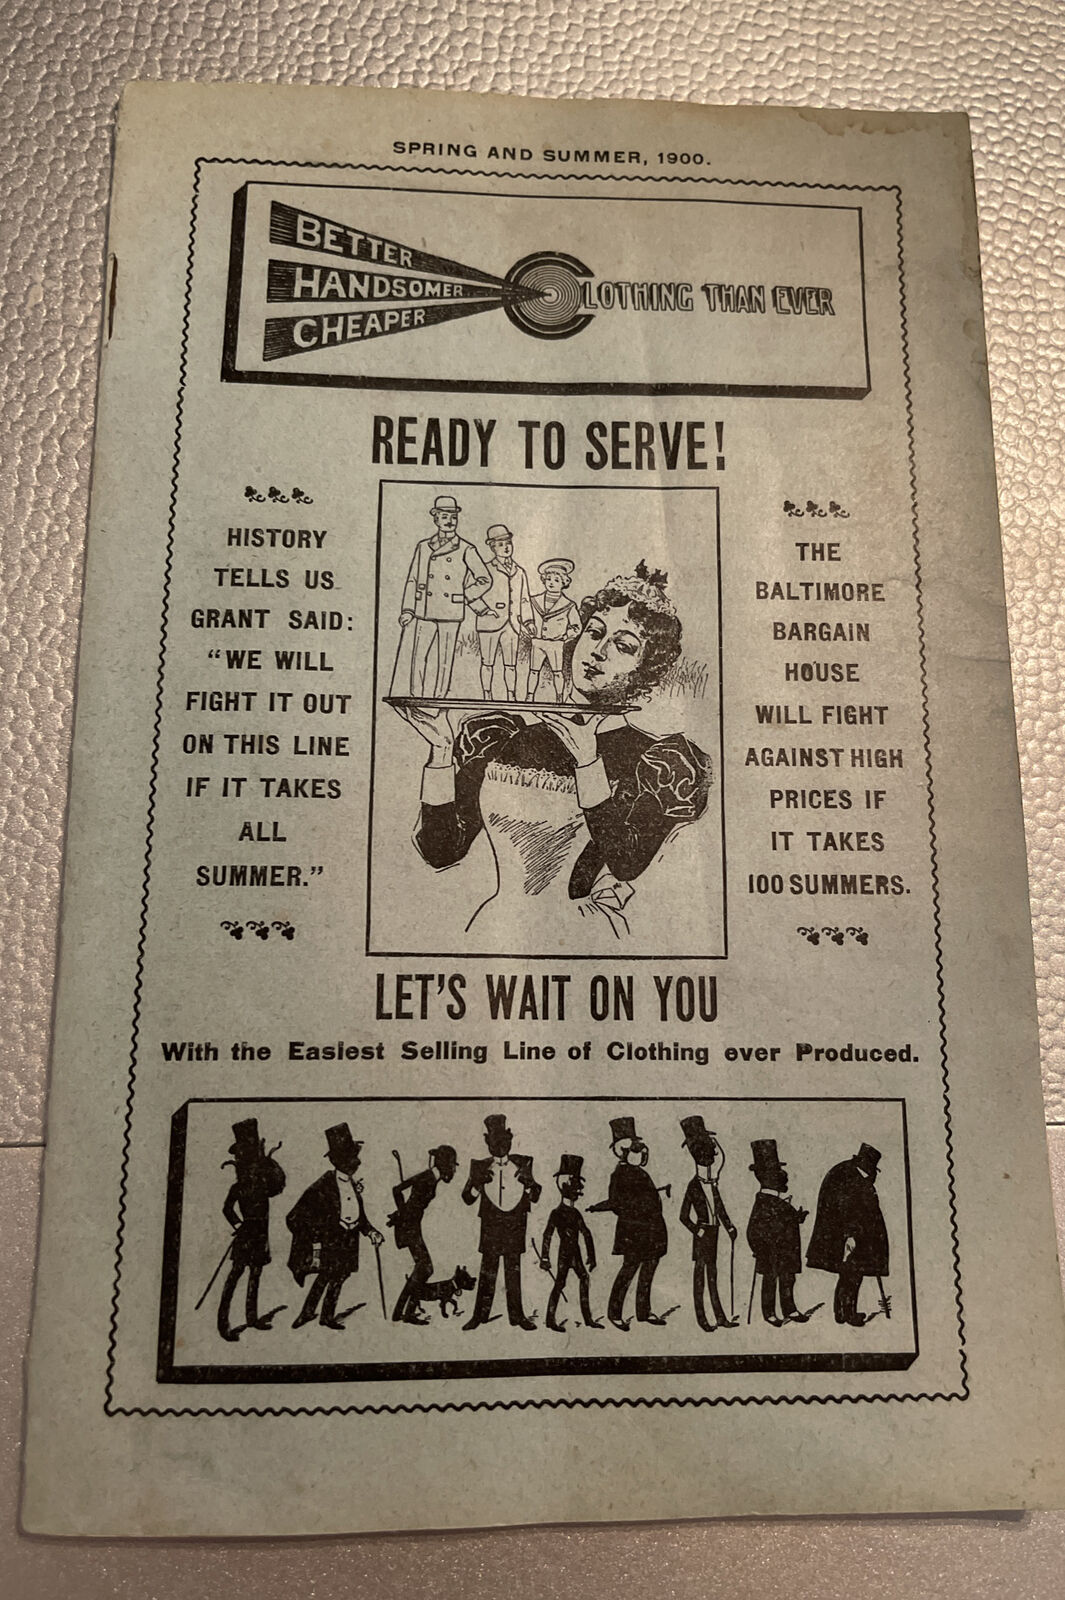 SPRING AND SUMMER, 1900.
BETTER
HANDSOMER
CHEAPER
CLOTHING THAN EVER
READY TO SERVE!
HISTORY
TELLS US
GRANT SAID:
“WE WILL
FIGHT IT OUT
ON THIS LINE
IF IT TAKES
ALL
SUMMER.”
THE
BALTIMORE
BARGAIN
HOUSE
WILL FIGHT
AGAINST HIGH
PRICES IF
IT TAKES
100 SUMMERS.
LET'S WAIT ON YOU
With the Easiest Selling Line of Clothing ever Produced.